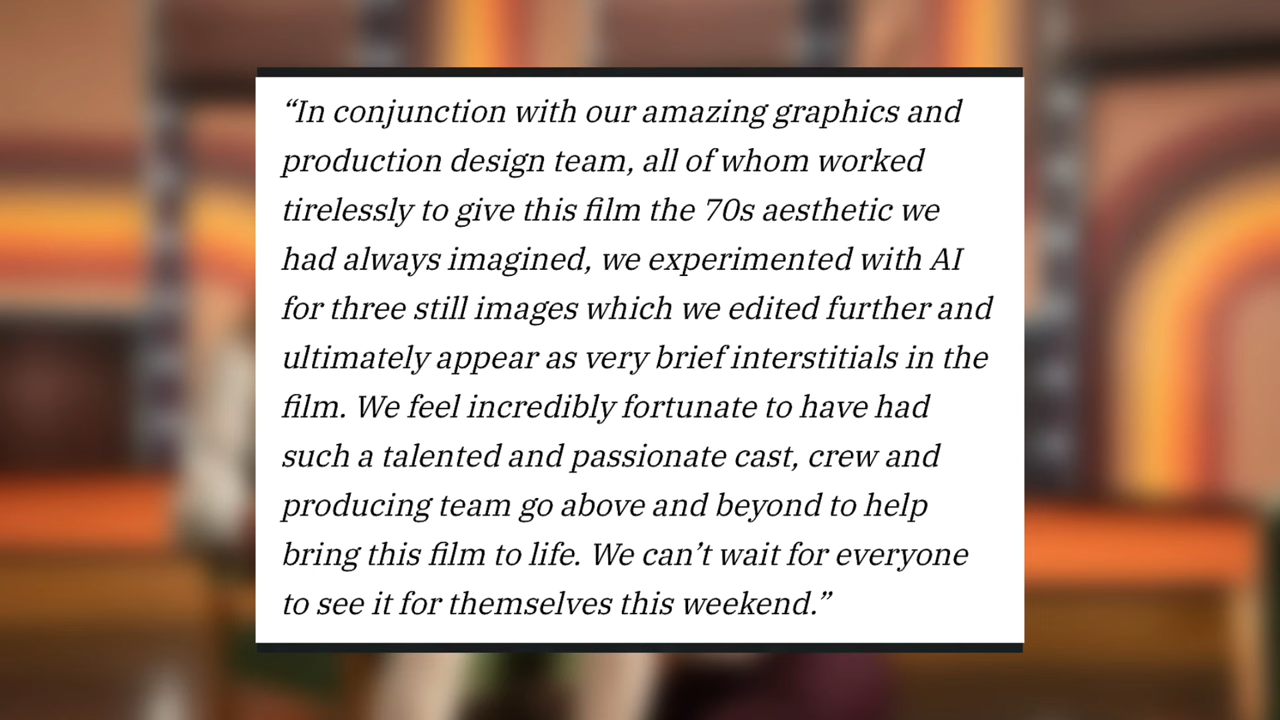 “In conjunction with our amazing graphics and
production design team, all of whom worked
tirelessly to give this film the 70s aesthetic we
had always imagined, we experimented with AI
for three still images which we edited further and
ultimately appear as very brief interstitials in the
film. We feel incredibly fortunate to have had
such a talented and passionate cast, crew and
producing team go above and beyond to help
bring this film to life. We can’t wait for everyone
to see it for themselves this weekend.”